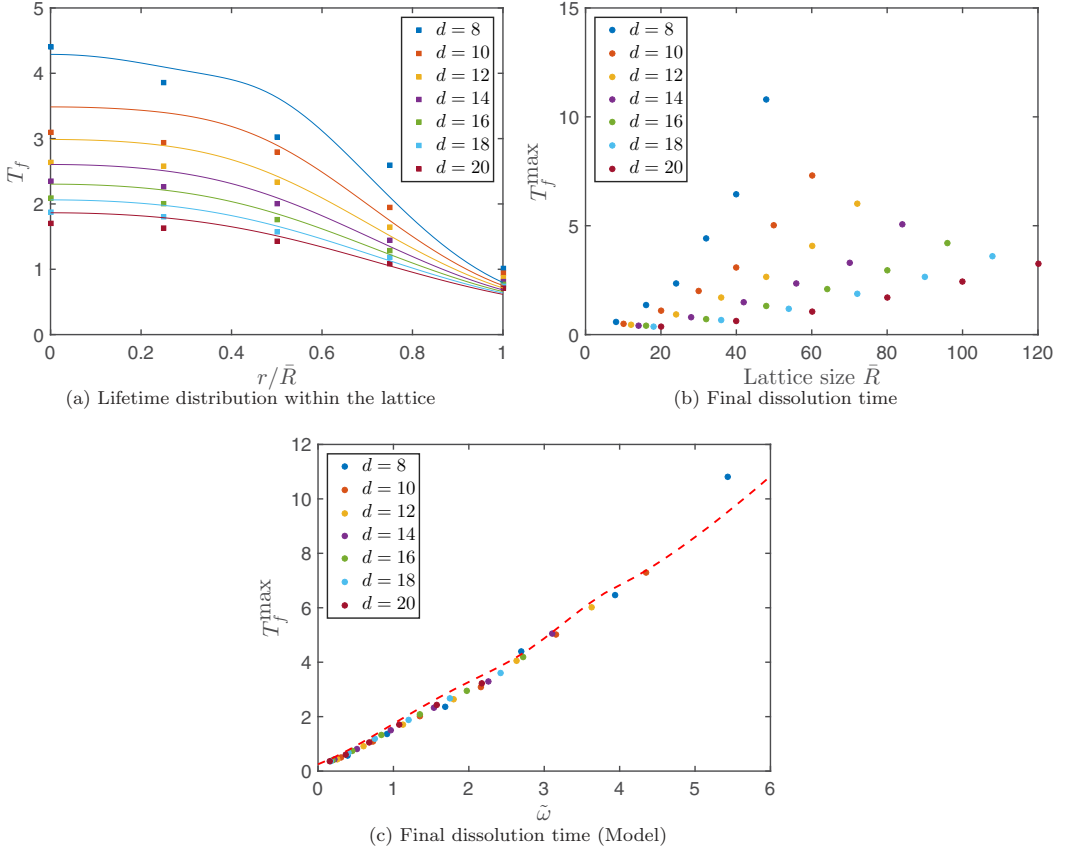 5
4
3
2
1
0
T_f
0
0.2
0.4
0.6
0.8
1
r/R̄
d = 8
d = 10
d = 12
d = 14
d = 16
d = 18
d = 20
(a) Lifetime distribution within the lattice
15
10
5
0
T_f^max
0
20
40
60
80
100
120
Lattice size R̄
d = 8
d = 10
d = 12
d = 14
d = 16
d = 18
d = 20
(b) Final dissolution time
12
10
8
6
4
2
0
T_f^max
0
1
2
3
4
5
6
ω̃
d = 8
d = 10
d = 12
d = 14
d = 16
d = 18
d = 20
(c) Final dissolution time (Model)